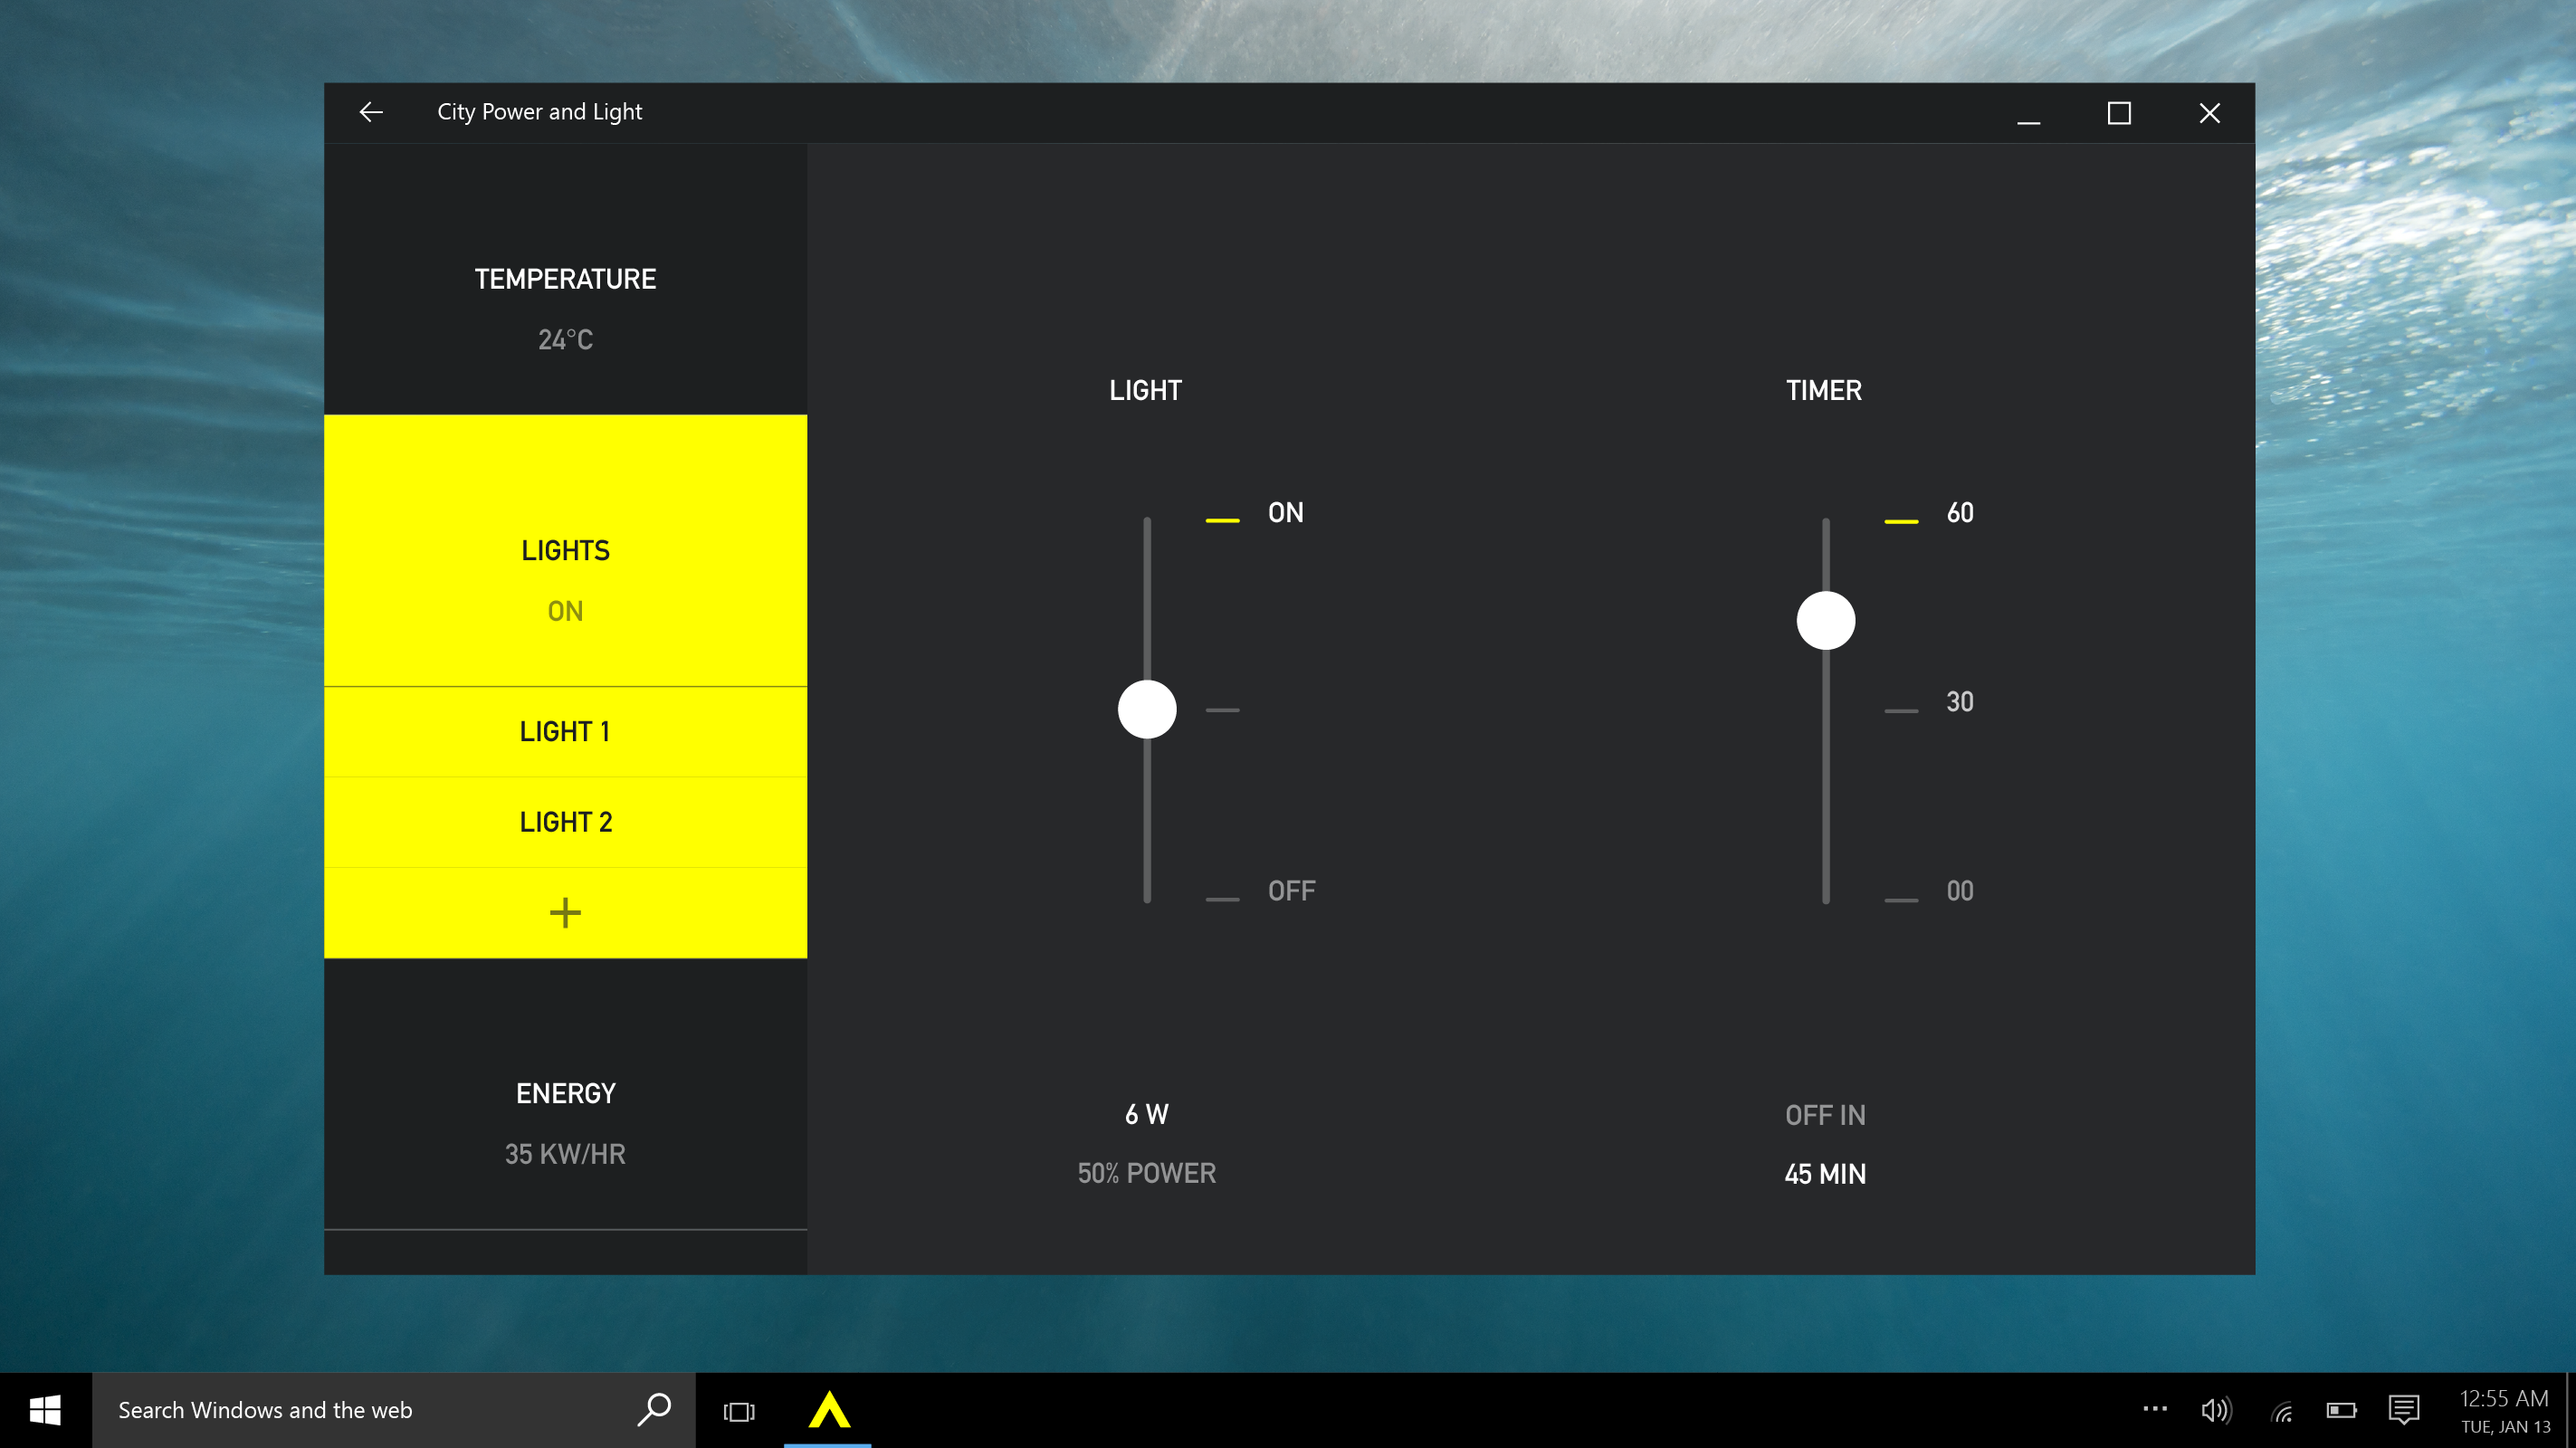 City Power and Light
TEMPERATURE
24°C
LIGHTS
ON
LIGHT 1
LIGHT 2
+
ENERGY
35 KW/HR
LIGHT
ON
OFF
6 W
50% POWER
TIMER
60
30
00
OFF IN
45 MIN
Search Windows and the web
12:55 AM
TUE, JAN 13